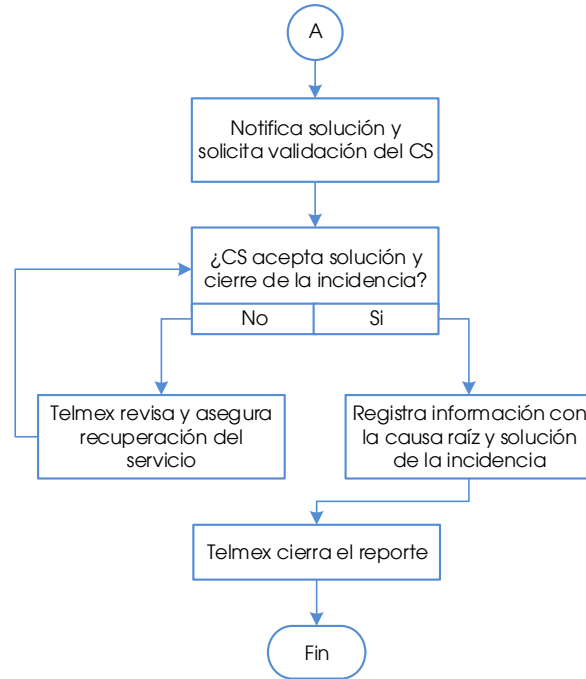 A
Notifica solución y
solicita validación del CS
¿CS acepta solución y
cierre de la incidencia?
No
Si
Telmex revisa y asegura
recuperación del
servicio
Registra información con
la causa raíz y solución
de la incidencia
Telmex cierra el reporte
Fin